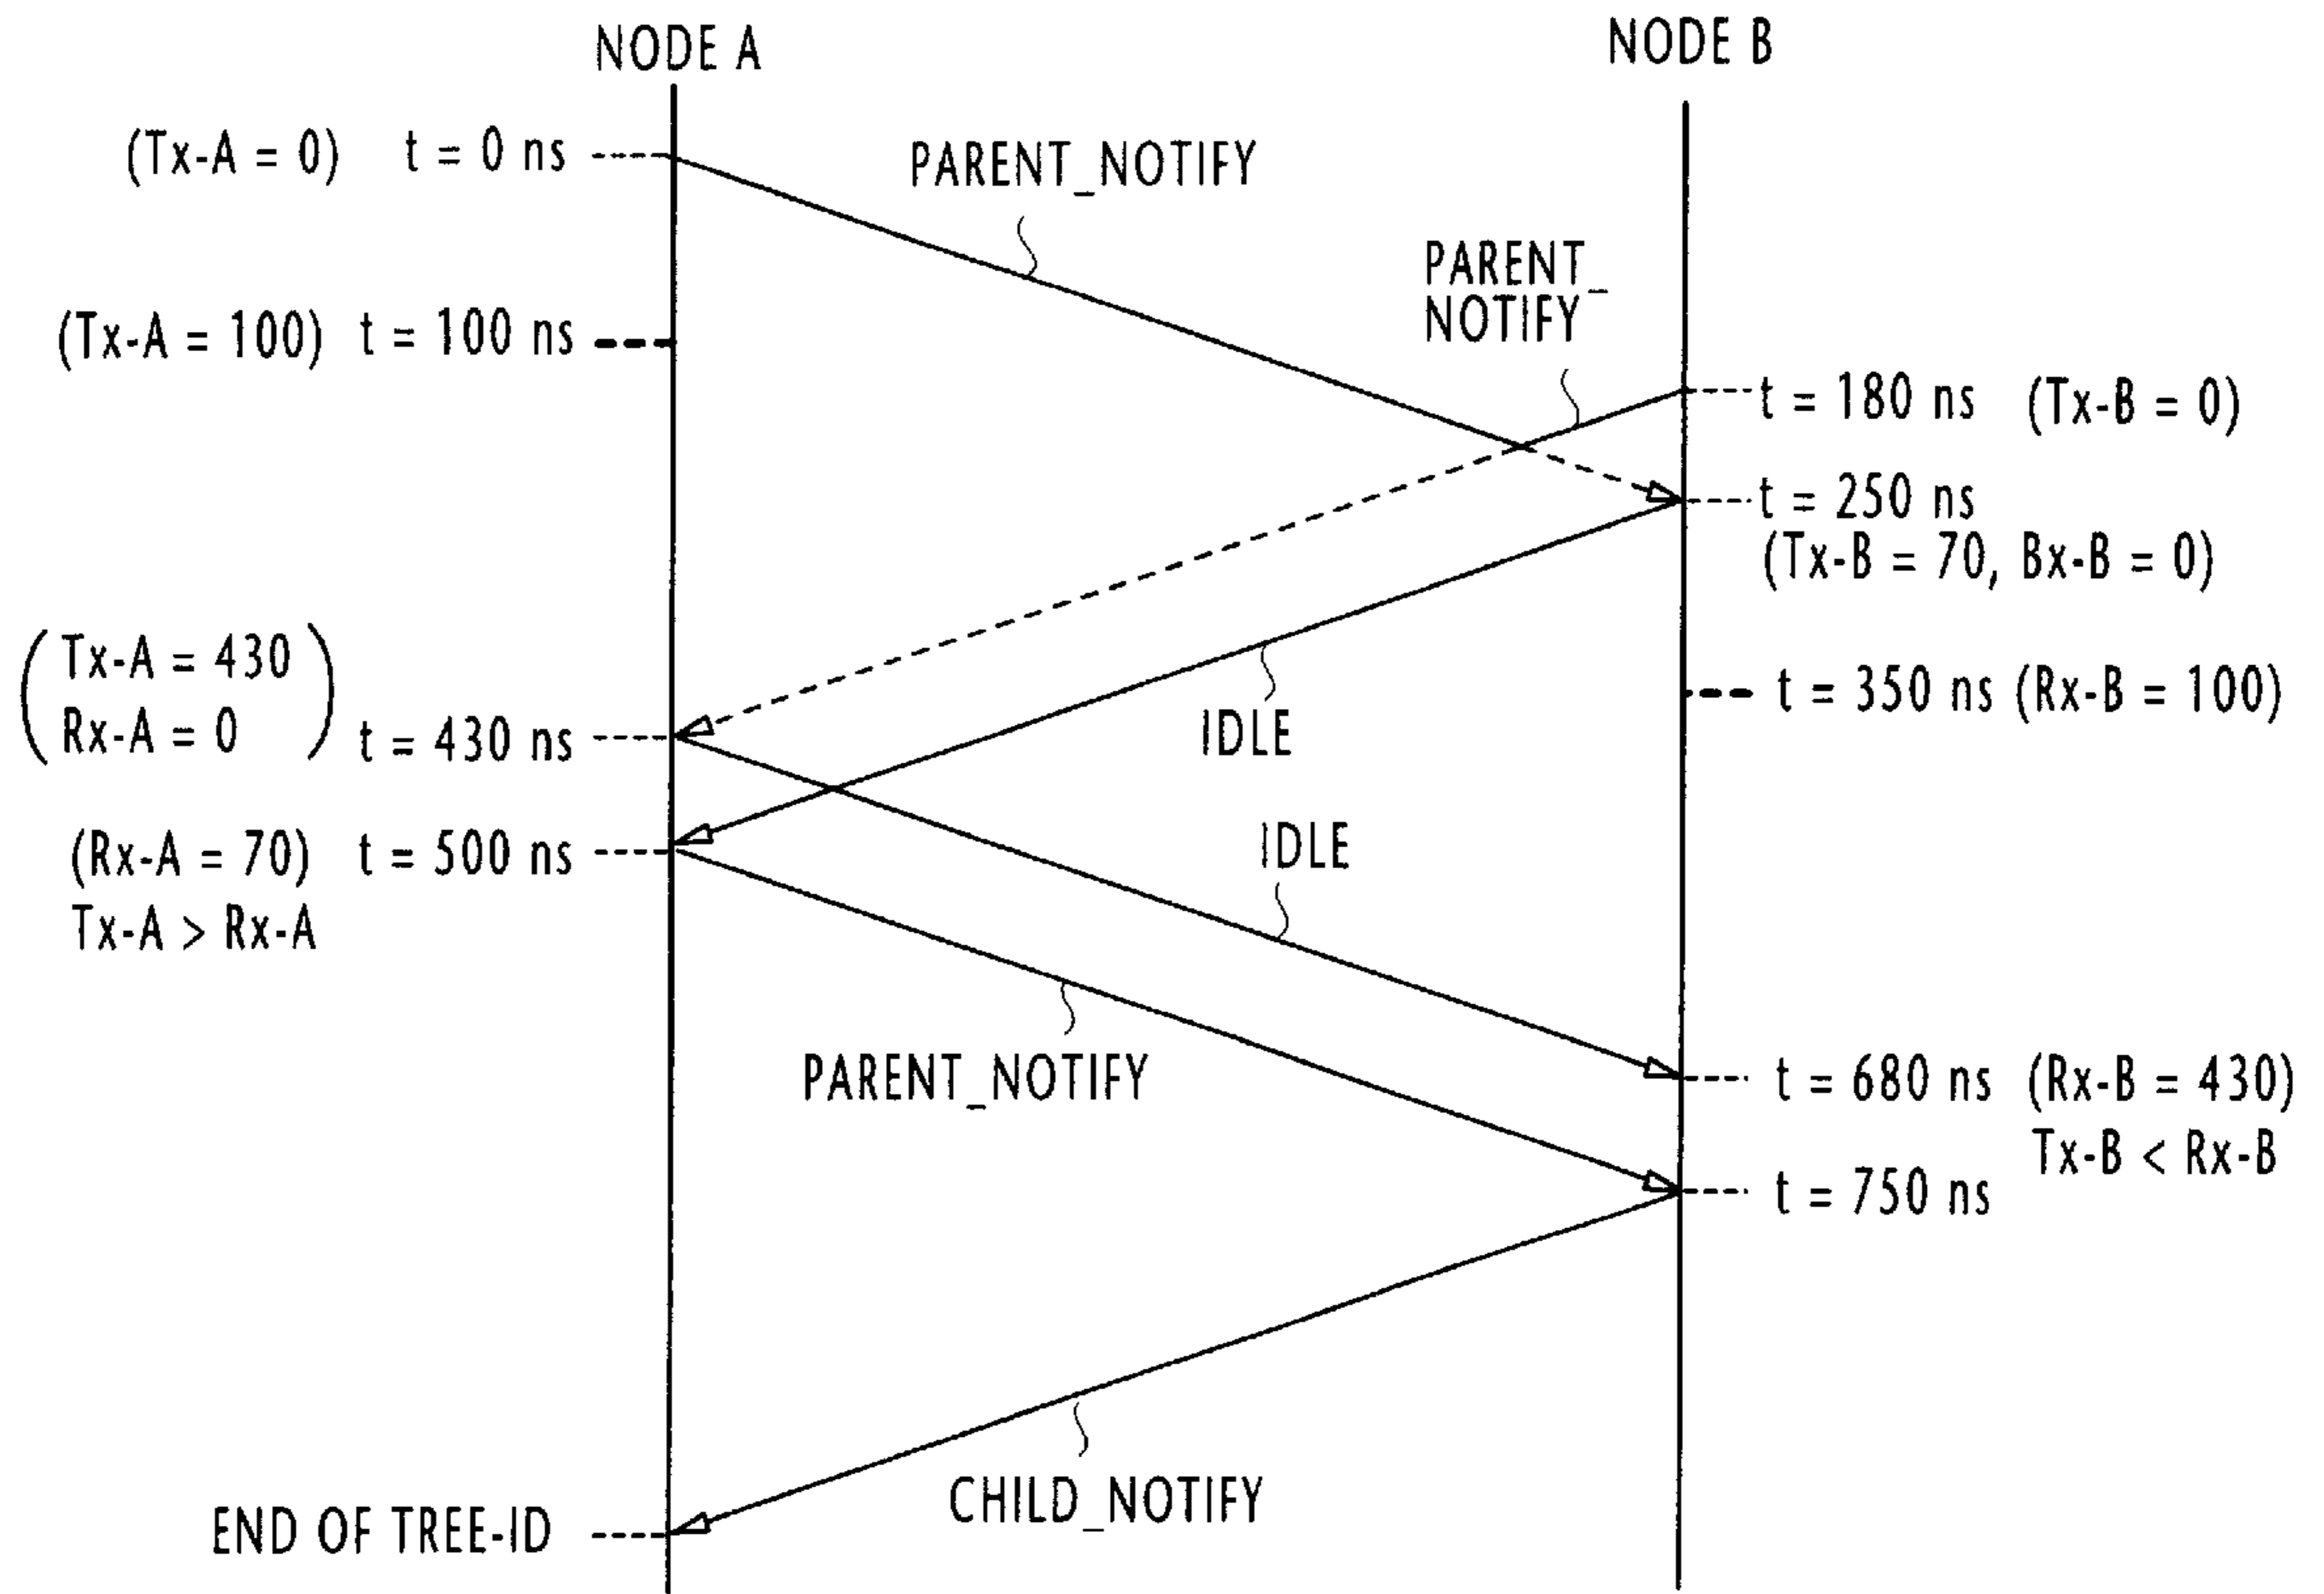 NODE A
NODE B
(Tx-A = 0) t = 0 ns
PARENT_NOTIFY
PARENT_
NOTIFY
(Tx-A = 100) t = 100 ns
t = 180 ns (Tx-B = 0)
t = 250 ns
(Tx-B = 70, Bx-B = 0)
Tx-A = 430
Rx-A = 0
t = 430 ns
t = 350 ns (Rx-B = 100)
IDLE
(Rx-A = 70) t = 500 ns
Tx-A > Rx-A
IDLE
PARENT_NOTIFY
t = 680 ns (Rx-B = 430)
Tx-B < Rx-B
t = 750 ns
CHILD_NOTIFY
END OF TREE-ID